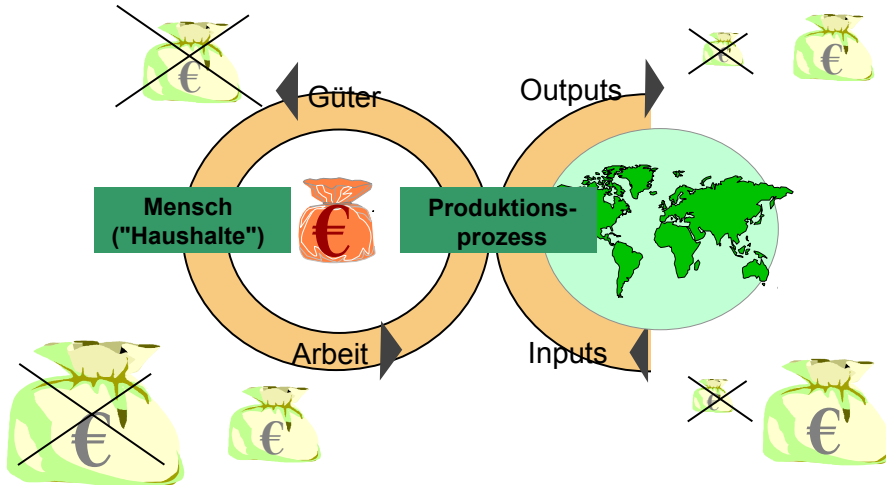 €
Güter
Outputs
€
€
Mensch
("Haushalte")
€
Produktions-
prozess
Arbeit
Inputs
€
€
€
€